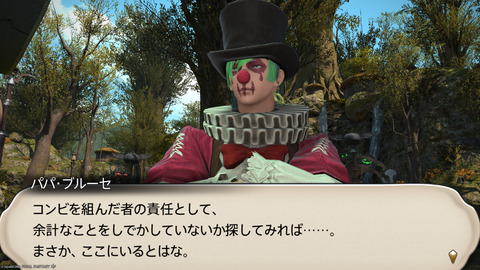 パパ・ブルーセ
コンビを組んだ者の責任として、
余計なことをしでかしていないか探してみれば……。
まさか、ここにいるとはな。